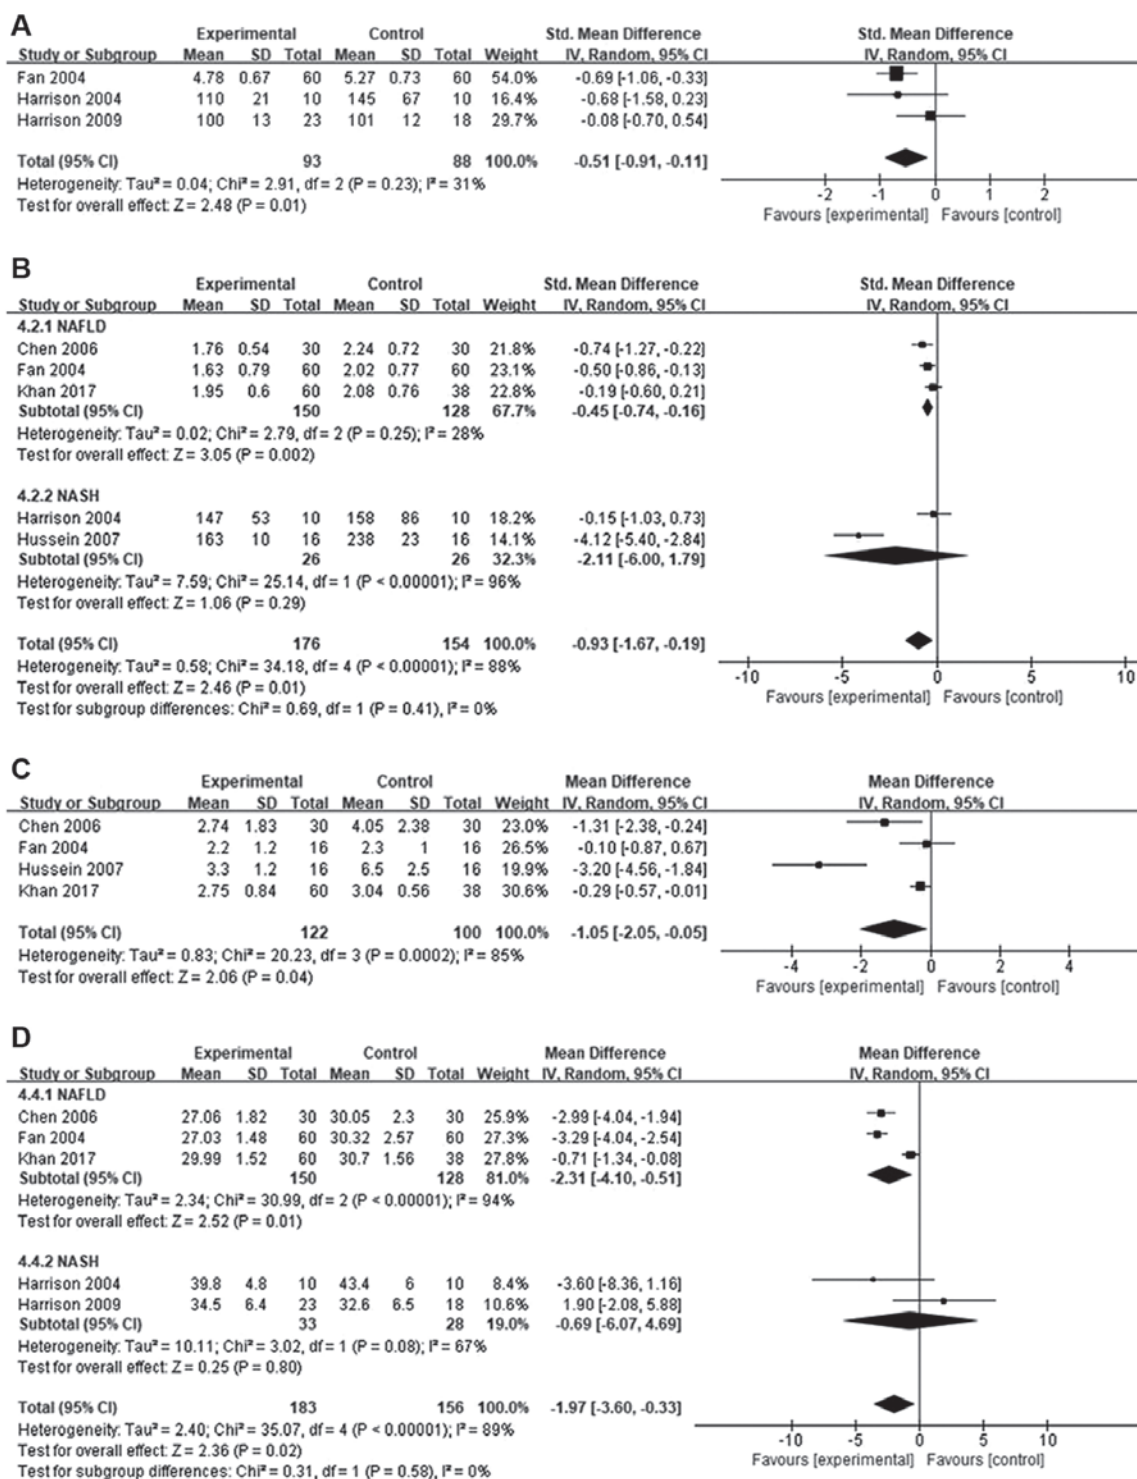 A
Experimental Control Std. Mean Difference Std. Mean Difference
Study or Subgroup Mean SD Total Mean SD Total Weight IV, Random, 95% CI IV, Random, 95% CI
Fan 2004 4.78 0.67 60 5.27 0.73 60 54.0% -0.69 [-1.06, -0.33]
Harrison 2004 110 21 10 145 67 10 16.4% -0.68 [-1.58, 0.23]
Harrison 2009 100 13 23 101 12 18 29.7% -0.08 [-0.70, 0.54]
Total (95% CI) 93 88 100.0% -0.51 [-0.91, -0.11]
Heterogeneity: Tau² = 0.04; Chi² = 2.91, df = 2 (P = 0.23); I² = 31%
Test for overall effect: Z = 2.48 (P = 0.01)
-2 -1 0 1 2
Favours [experimental] Favours [control]
B
Experimental Control Std. Mean Difference Std. Mean Difference
Study or Subgroup Mean SD Total Mean SD Total Weight IV, Random, 95% CI IV, Random, 95% CI
4.2.1 NAFLD
Chen 2006 1.76 0.54 30 2.24 0.72 30 21.8% -0.74 [-1.27, -0.22]
Fan 2004 1.63 0.79 60 2.02 0.77 60 23.1% -0.50 [-0.86, -0.13]
Khan 2017 1.95 0.6 60 2.08 0.76 38 22.8% -0.19 [-0.60, 0.21]
Subtotal (95% CI) 150 128 67.7% -0.45 [-0.74, -0.16]
Heterogeneity: Tau² = 0.02; Chi² = 2.79, df = 2 (P = 0.25); I² = 28%
Test for overall effect: Z = 3.05 (P = 0.002)
4.2.2 NASH
Harrison 2004 147 53 10 158 86 10 18.2% -0.15 [-1.03, 0.73]
Hussein 2007 163 10 16 238 23 16 14.1% -4.12 [-5.40, -2.84]
Subtotal (95% CI) 26 26 32.3% -2.11 [-6.00, 1.79]
Heterogeneity: Tau² = 7.59; Chi² = 25.14, df = 1 (P < 0.00001); I² = 96%
Test for overall effect: Z = 1.06 (P = 0.29)
Total (95% CI) 176 154 100.0% -0.93 [-1.67, -0.19]
Heterogeneity: Tau² = 0.58; Chi² = 34.18, df = 4 (P < 0.00001); I² = 88%
Test for overall effect: Z = 2.46 (P = 0.01)
Test for subgroup differences: Chi² = 0.69, df = 1 (P = 0.41), I² = 0%
-10 -5 0 5 10
Favours [experimental] Favours [control]
C
Experimental Control Mean Difference Mean Difference
Study or Subgroup Mean SD Total Mean SD Total Weight IV, Random, 95% CI IV, Random, 95% CI
Chen 2006 2.74 1.83 30 4.05 2.38 30 23.0% -1.31 [-2.38, -0.24]
Fan 2004 2.2 1.2 16 2.3 1 16 26.5% -0.10 [-0.87, 0.67]
Hussein 2007 3.3 1.2 16 6.5 2.5 16 19.9% -3.20 [-4.56, -1.84]
Khan 2017 2.75 0.84 60 3.04 0.56 38 30.6% -0.29 [-0.57, -0.01]
Total (95% CI) 122 100 100.0% -1.05 [-2.05, -0.05]
Heterogeneity: Tau² = 0.83; Chi² = 20.23, df = 3 (P = 0.0002); I² = 85%
Test for overall effect: Z = 2.06 (P = 0.04)
-4 -2 0 2 4
Favours [experimental] Favours [control]
D
Experimental Control Mean Difference Mean Difference
Study or Subgroup Mean SD Total Mean SD Total Weight IV, Random, 95% CI IV, Random, 95% CI
4.4.1 NAFLD
Chen 2006 27.06 1.82 30 30.05 2.3 30 25.9% -2.99 [-4.04, -1.94]
Fan 2004 27.03 1.48 60 30.32 2.57 60 27.3% -3.29 [-4.04, -2.54]
Khan 2017 29.99 1.52 60 30.7 1.56 38 27.8% -0.71 [-1.34, -0.08]
Subtotal (95% CI) 150 128 81.0% -2.31 [-4.10, -0.51]
Heterogeneity: Tau² = 2.34; Chi² = 30.99, df = 2 (P < 0.00001); I² = 94%
Test for overall effect: Z = 2.52 (P = 0.01)
4.4.2 NASH
Harrison 2004 39.8 4.8 10 43.4 6 10 8.4% -3.60 [-8.36, 1.16]
Harrison 2009 34.5 6.4 23 32.6 6.5 18 10.6% 1.90 [-2.08, 5.88]
Subtotal (95% CI) 33 28 19.0% -0.69 [-6.07, 4.69]
Heterogeneity: Tau² = 10.11; Chi² = 3.02, df = 1 (P = 0.08); I² = 67%
Test for overall effect: Z = 0.25 (P = 0.80)
Total (95% CI) 183 156 100.0% -1.97 [-3.60, -0.33]
Heterogeneity: Tau² = 2.40; Chi² = 35.07, df = 4 (P < 0.00001); I² = 89%
Test for overall effect: Z = 2.36 (P = 0.02)
Test for subgroup differences: Chi² = 0.31, df = 1 (P = 0.58), I² = 0%
-10 -5 0 5 10
Favours [experimental] Favours [control]